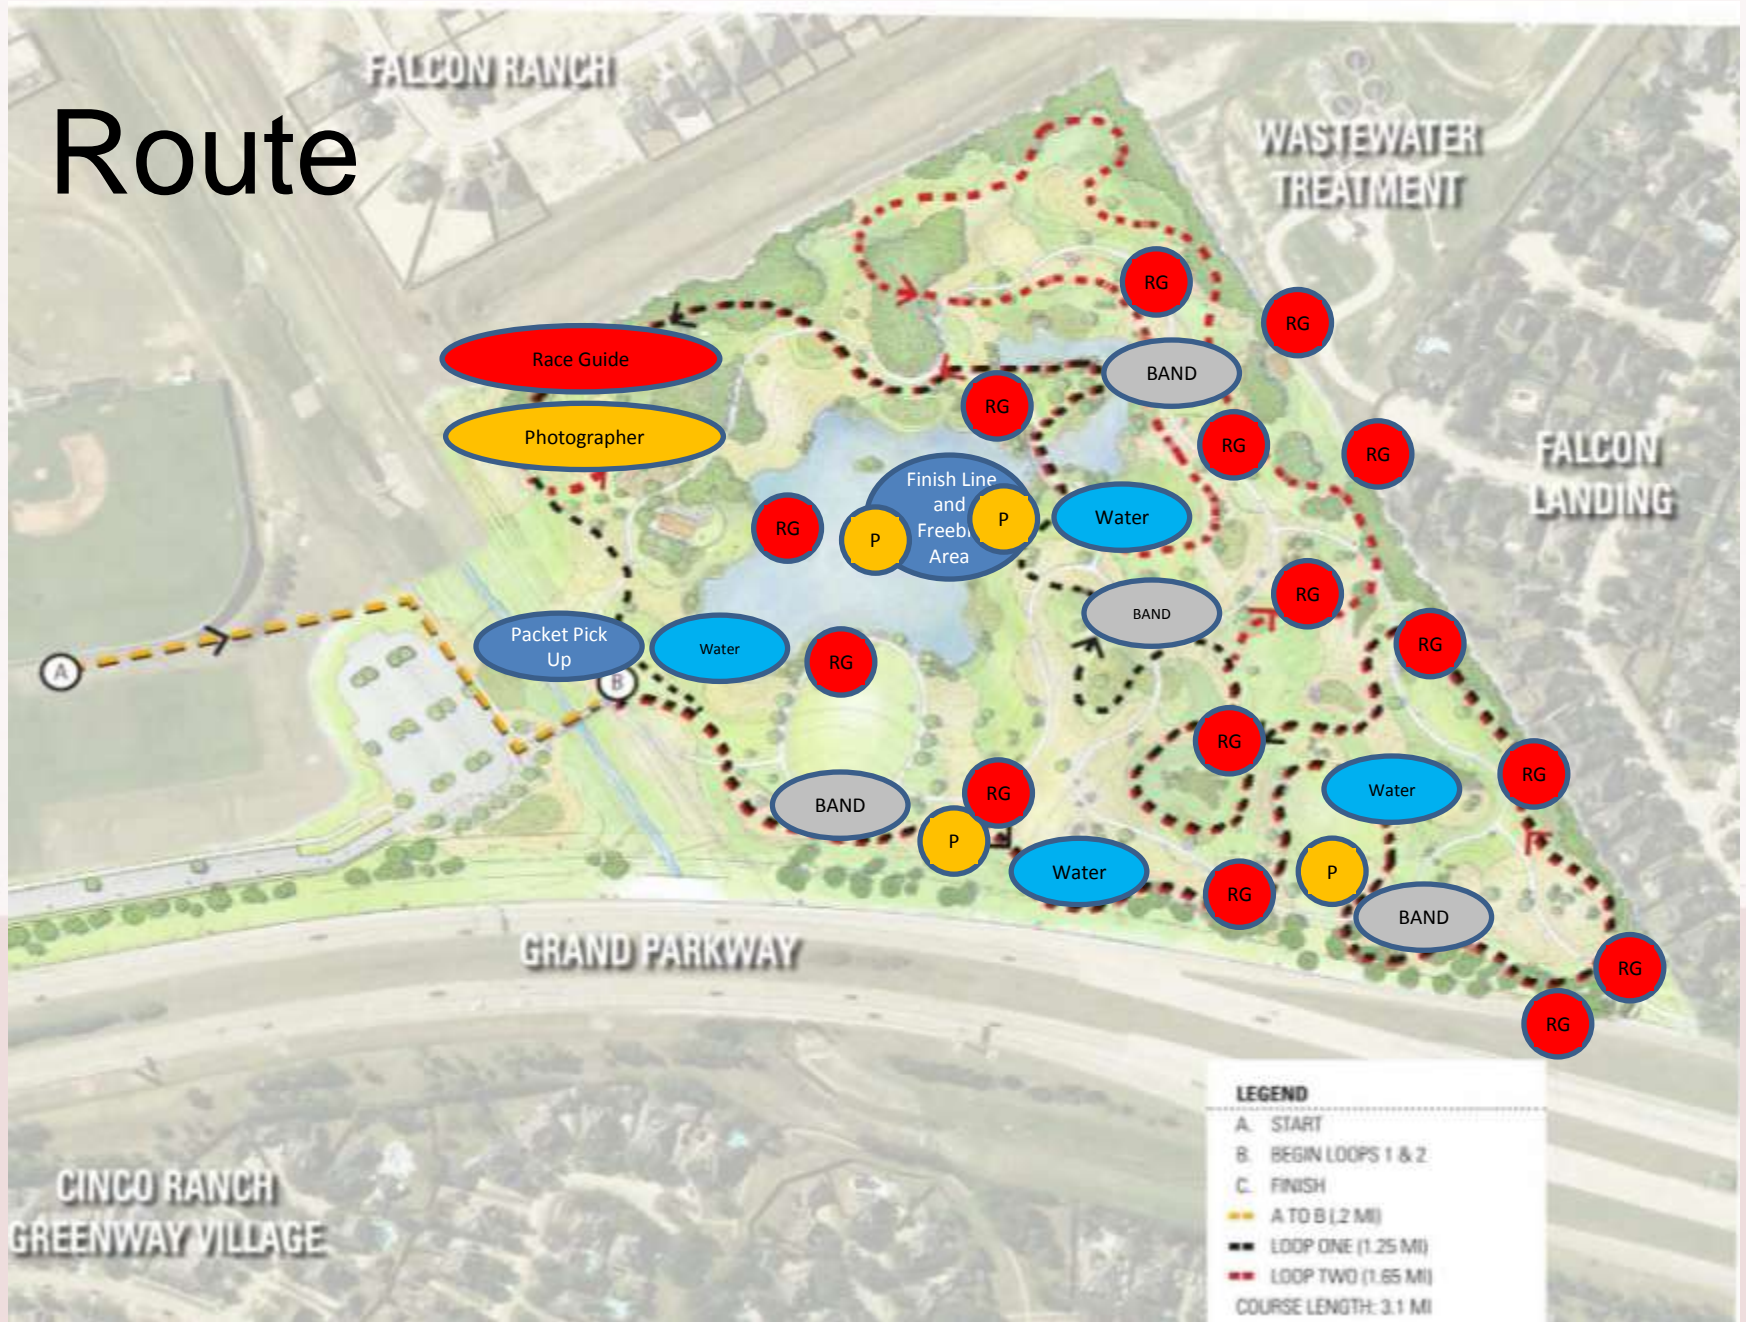 FALCON RANCH
Route
WASTEWATER
TREATMENT
RG
RG
Race Guide
BAND
RG
Photographer
RG
RG
FALCON
LANDING
Finish Line
and
Freebi
Area
P
P
RG
Water
RG
BAND
Packet Pick
Up
Water
RG
RG
A
B
RG
RG
Water
RG
BAND
RG
P
Water
P
RG
BAND
GRAND PARKWAY
RG
RG
LEGEND
A. START
B. BEGIN LOOPS 1 & 2
C. FINISH
A TO B (.2 MI)
LOOP ONE (1.25 MI)
LOOP TWO (1.65 MI)
COURSE LENGTH: 3.1 MI
CINCO RANCH
GREENWAY VILLAGE